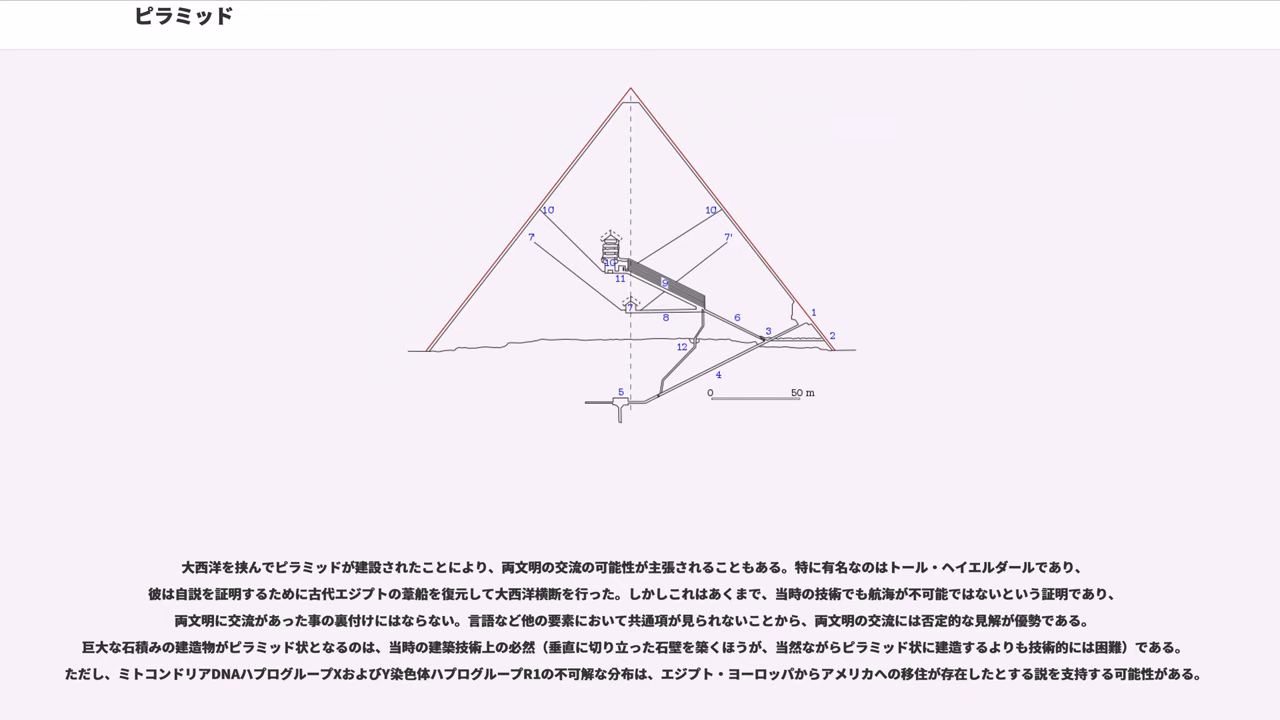 ピラミッド
10'
10'
7'
7'
10
11
9
7
8
6
1
3
2
12
4
5
0
50 m
大西洋を挟んでピラミッドが建設されたことにより、両文明の交流の可能性が主張されることもある。特に有名なのはトール・ヘイエルダールであり、
彼は自説を証明するために古代エジプトの葦船を復元して大西洋横断を行った。しかしこれはあくまで、当時の技術でも航海が不可能ではないという証明であり、
両文明に交流があった事の裏付けにはならない。言語など他の要素において共通項が見られないことから、両文明の交流には否定的な見解が優勢である。
巨大な石積みの建造物がピラミッド状となるのは、当時の建築技術上の必然（垂直に切り立った石壁を築くほうが、当然ながらピラミッド状に建造するよりも技術的には困難）である。
ただし、ミトコンドリアDNAハプログループXおよびY染色体ハプログループR1の不可解な分布は、エジプト・ヨーロッパからアメリカへの移住が存在したとする説を支持する可能性がある。